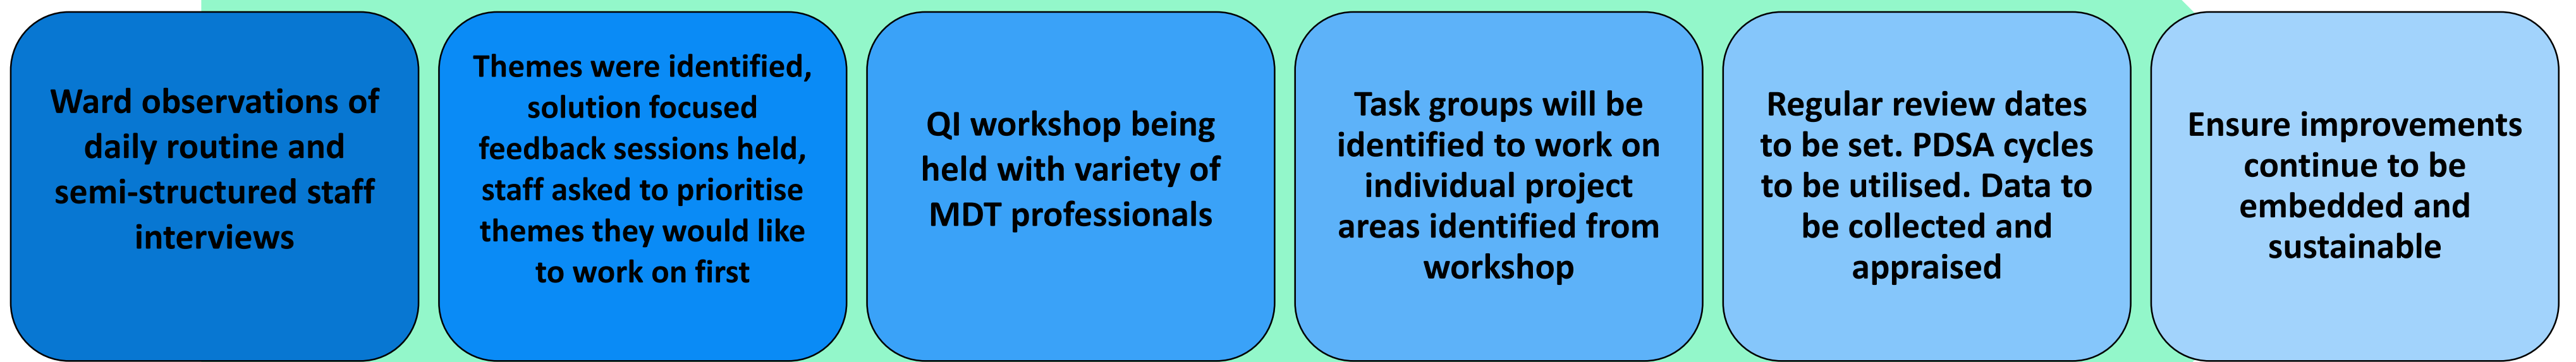 Ward observations of
daily routine and
semi-structured staff
interviews
Themes were identified,
solution focused
feedback sessions held,
staff asked to prioritise
themes they would like
to work on first
QI workshop being
held with variety of
MDT professionals
Task groups will be
identified to work on
individual project
areas identified from
workshop
Regular review dates
to be set. PDSA cycles
to be utilised. Data to
be collected and
appraised
Ensure improvements
continue to be
embedded and
sustainable